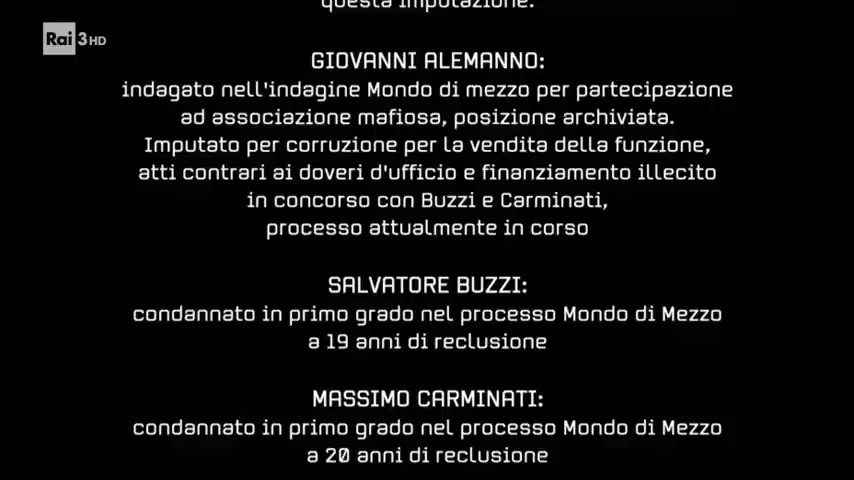 questa imputazione.
Rai 3HD
GIOVANNI ALEMANNO:
indagato nell'indagine Mondo di mezzo per partecipazione
ad associazione mafiosa, posizione archiviata.
Imputato per corruzione per la vendita della funzione,
atti contrari ai doveri d'ufficio e finanziamento illecito
in concorso con Buzzi e Carminati,
processo attualmente in corso
SALVATORE BUZZI:
condannato in primo grado nel processo Mondo di Mezzo
a 19 anni di reclusione
MASSIMO CARMINATI:
condannato in primo grado nel processo Mondo di Mezzo
a 20 anni di reclusione